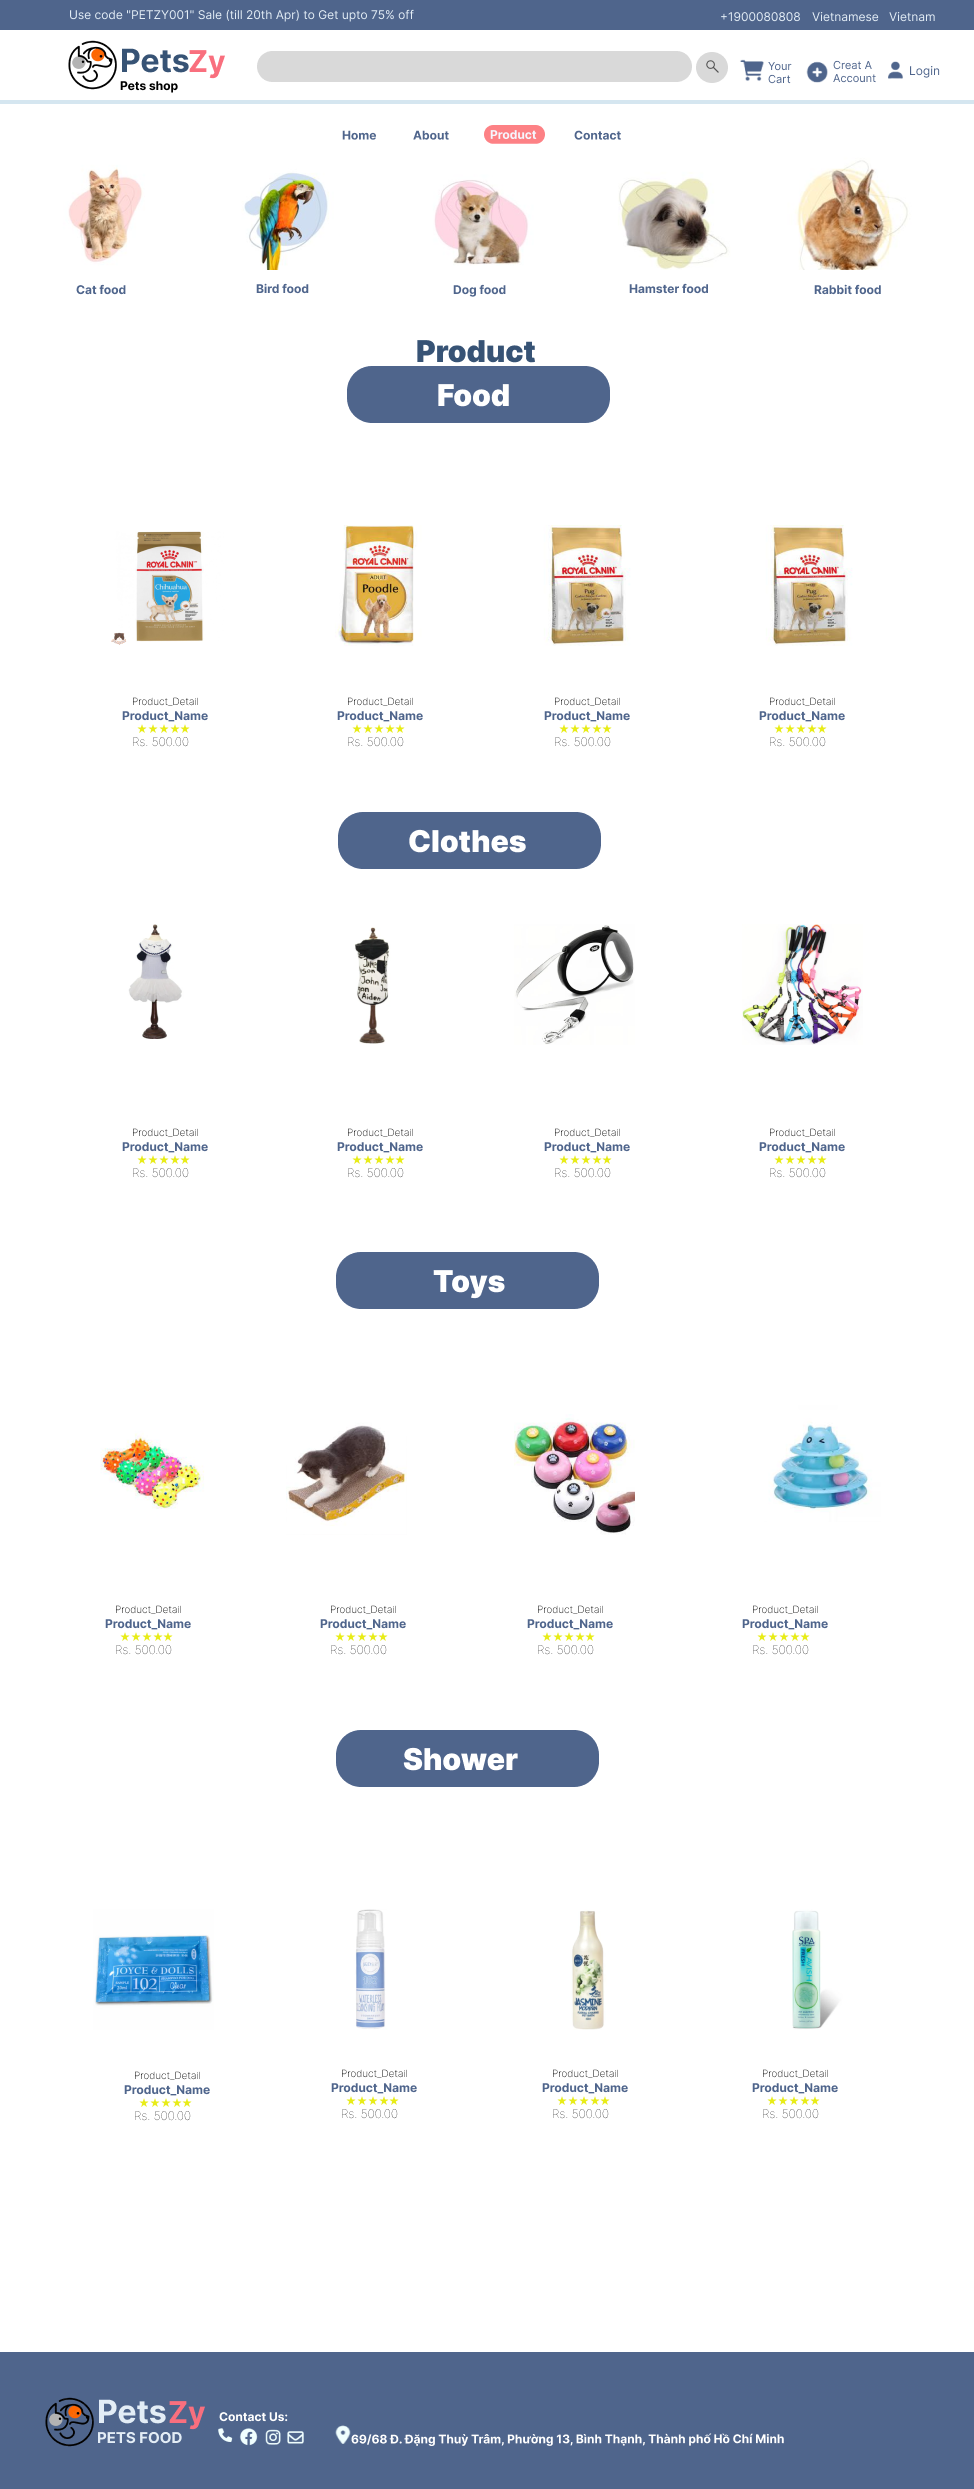 Use code "PETZY001" Sale (till 20th Apr) to Get upto 75% off
+1900080808 Vietnamese Vietnam
PetsZy
Pets shop
Your
Cart
Creat A
Account
Login
Home About Product Contact
Cat food Bird food Dog food Hamster food Rabbit food
Product
Food
ROYAL CANIN
Chihuahua
ROYAL CANIN
ADULT
Poodle
ROYAL CANIN
Pug
ROYAL CANIN
Pug
Product_Detail Product_Detail Product_Detail Product_Detail
Product_Name Product_Name Product_Name Product_Name
★★★★★ ★★★★★ ★★★★★ ★★★★★
Rs. 500.00 Rs. 500.00 Rs. 500.00 Rs. 500.00
Clothes
John
Aiden
Product_Detail Product_Detail Product_Detail Product_Detail
Product_Name Product_Name Product_Name Product_Name
★★★★★ ★★★★★ ★★★★★ ★★★★★
Rs. 500.00 Rs. 500.00 Rs. 500.00 Rs. 500.00
Toys
Product_Detail Product_Detail Product_Detail Product_Detail
Product_Name Product_Name Product_Name Product_Name
★★★★★ ★★★★★ ★★★★★ ★★★★★
Rs. 500.00 Rs. 500.00 Rs. 500.00 Rs. 500.00
Shower
JOYCE & DOLLS
102
WATERLESS
JASMINE
SPA
Product_Detail Product_Detail Product_Detail Product_Detail
Product_Name Product_Name Product_Name Product_Name
★★★★★ ★★★★★ ★★★★★ ★★★★★
Rs. 500.00 Rs. 500.00 Rs. 500.00 Rs. 500.00
PetsZy
PETS FOOD
Contact Us:
69/68 Đ. Đặng Thuỳ Trâm, Phường 13, Bình Thạnh, Thành phố Hồ Chí Minh